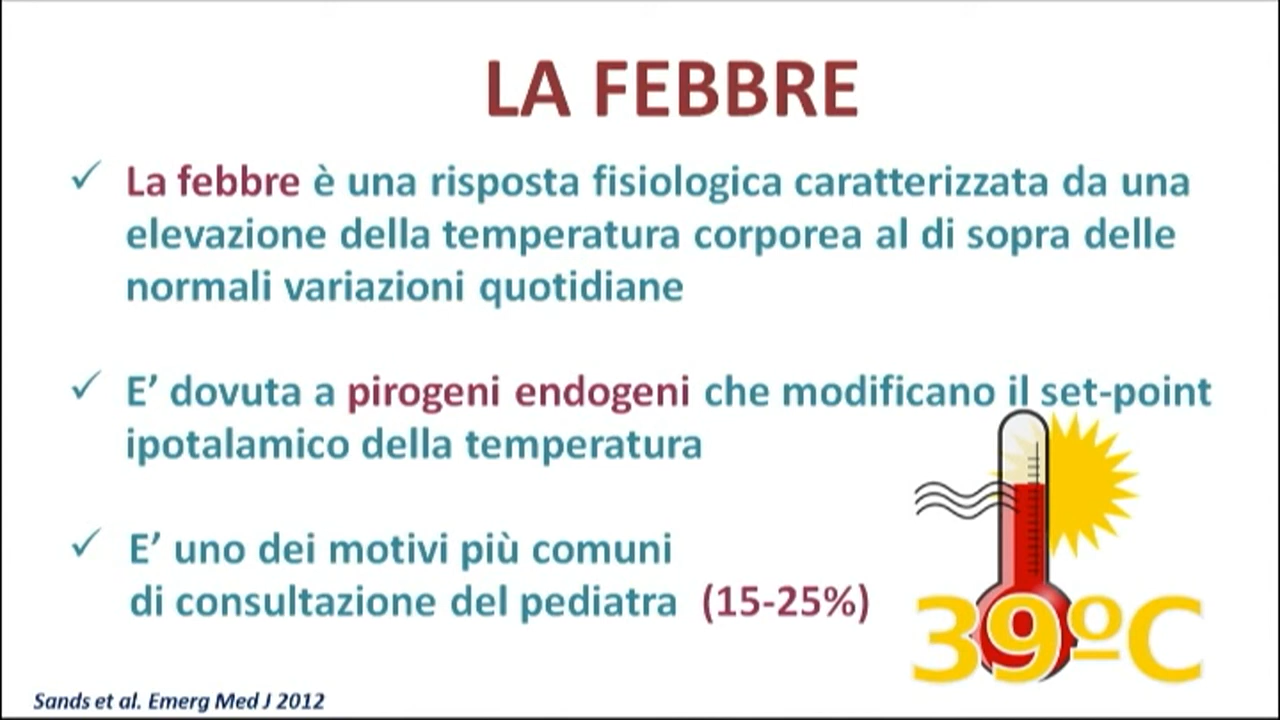 LA FEBBRE
La febbre è una risposta fisiologica caratterizzata da una
elevazione della temperatura corporea al di sopra delle
normali variazioni quotidiane
E’ dovuta a pirogeni endogeni che modificano il set-point
ipotalamico della temperatura
E’ uno dei motivi più comuni
di consultazione del pediatra (15-25%)
39ºC
Sands et al. Emerg Med J 2012